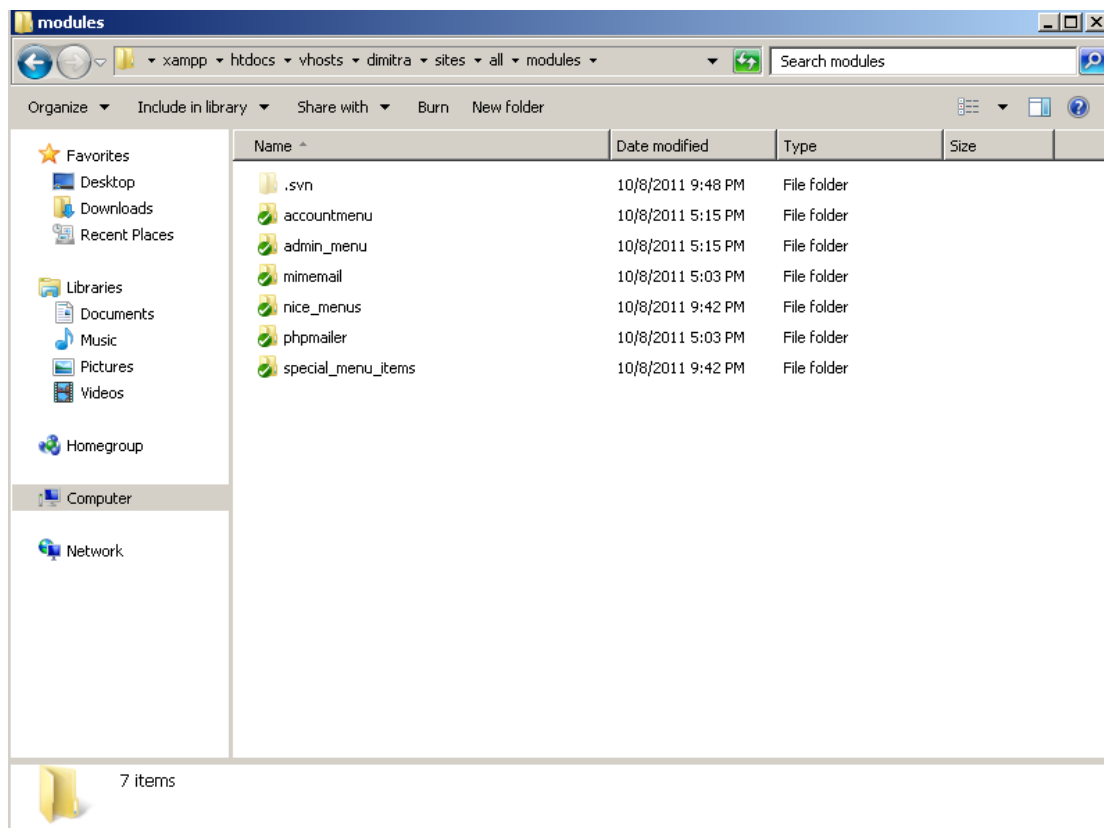 modules
xampp htdocs vhosts dimitra sites all modules Search modules
Organize Include in library Share with Burn New folder
Favorites
Desktop
Downloads
Recent Places
Libraries
Documents
Music
Pictures
Videos
Homegroup
Computer
Network
Name Date modified Type Size
.svn 10/8/2011 9:48 PM File folder
accountmenu 10/8/2011 5:15 PM File folder
admin_menu 10/8/2011 5:15 PM File folder
mimemail 10/8/2011 5:03 PM File folder
nice_menus 10/8/2011 9:42 PM File folder
phpmailer 10/8/2011 5:03 PM File folder
special_menu_items 10/8/2011 9:42 PM File folder
7 items